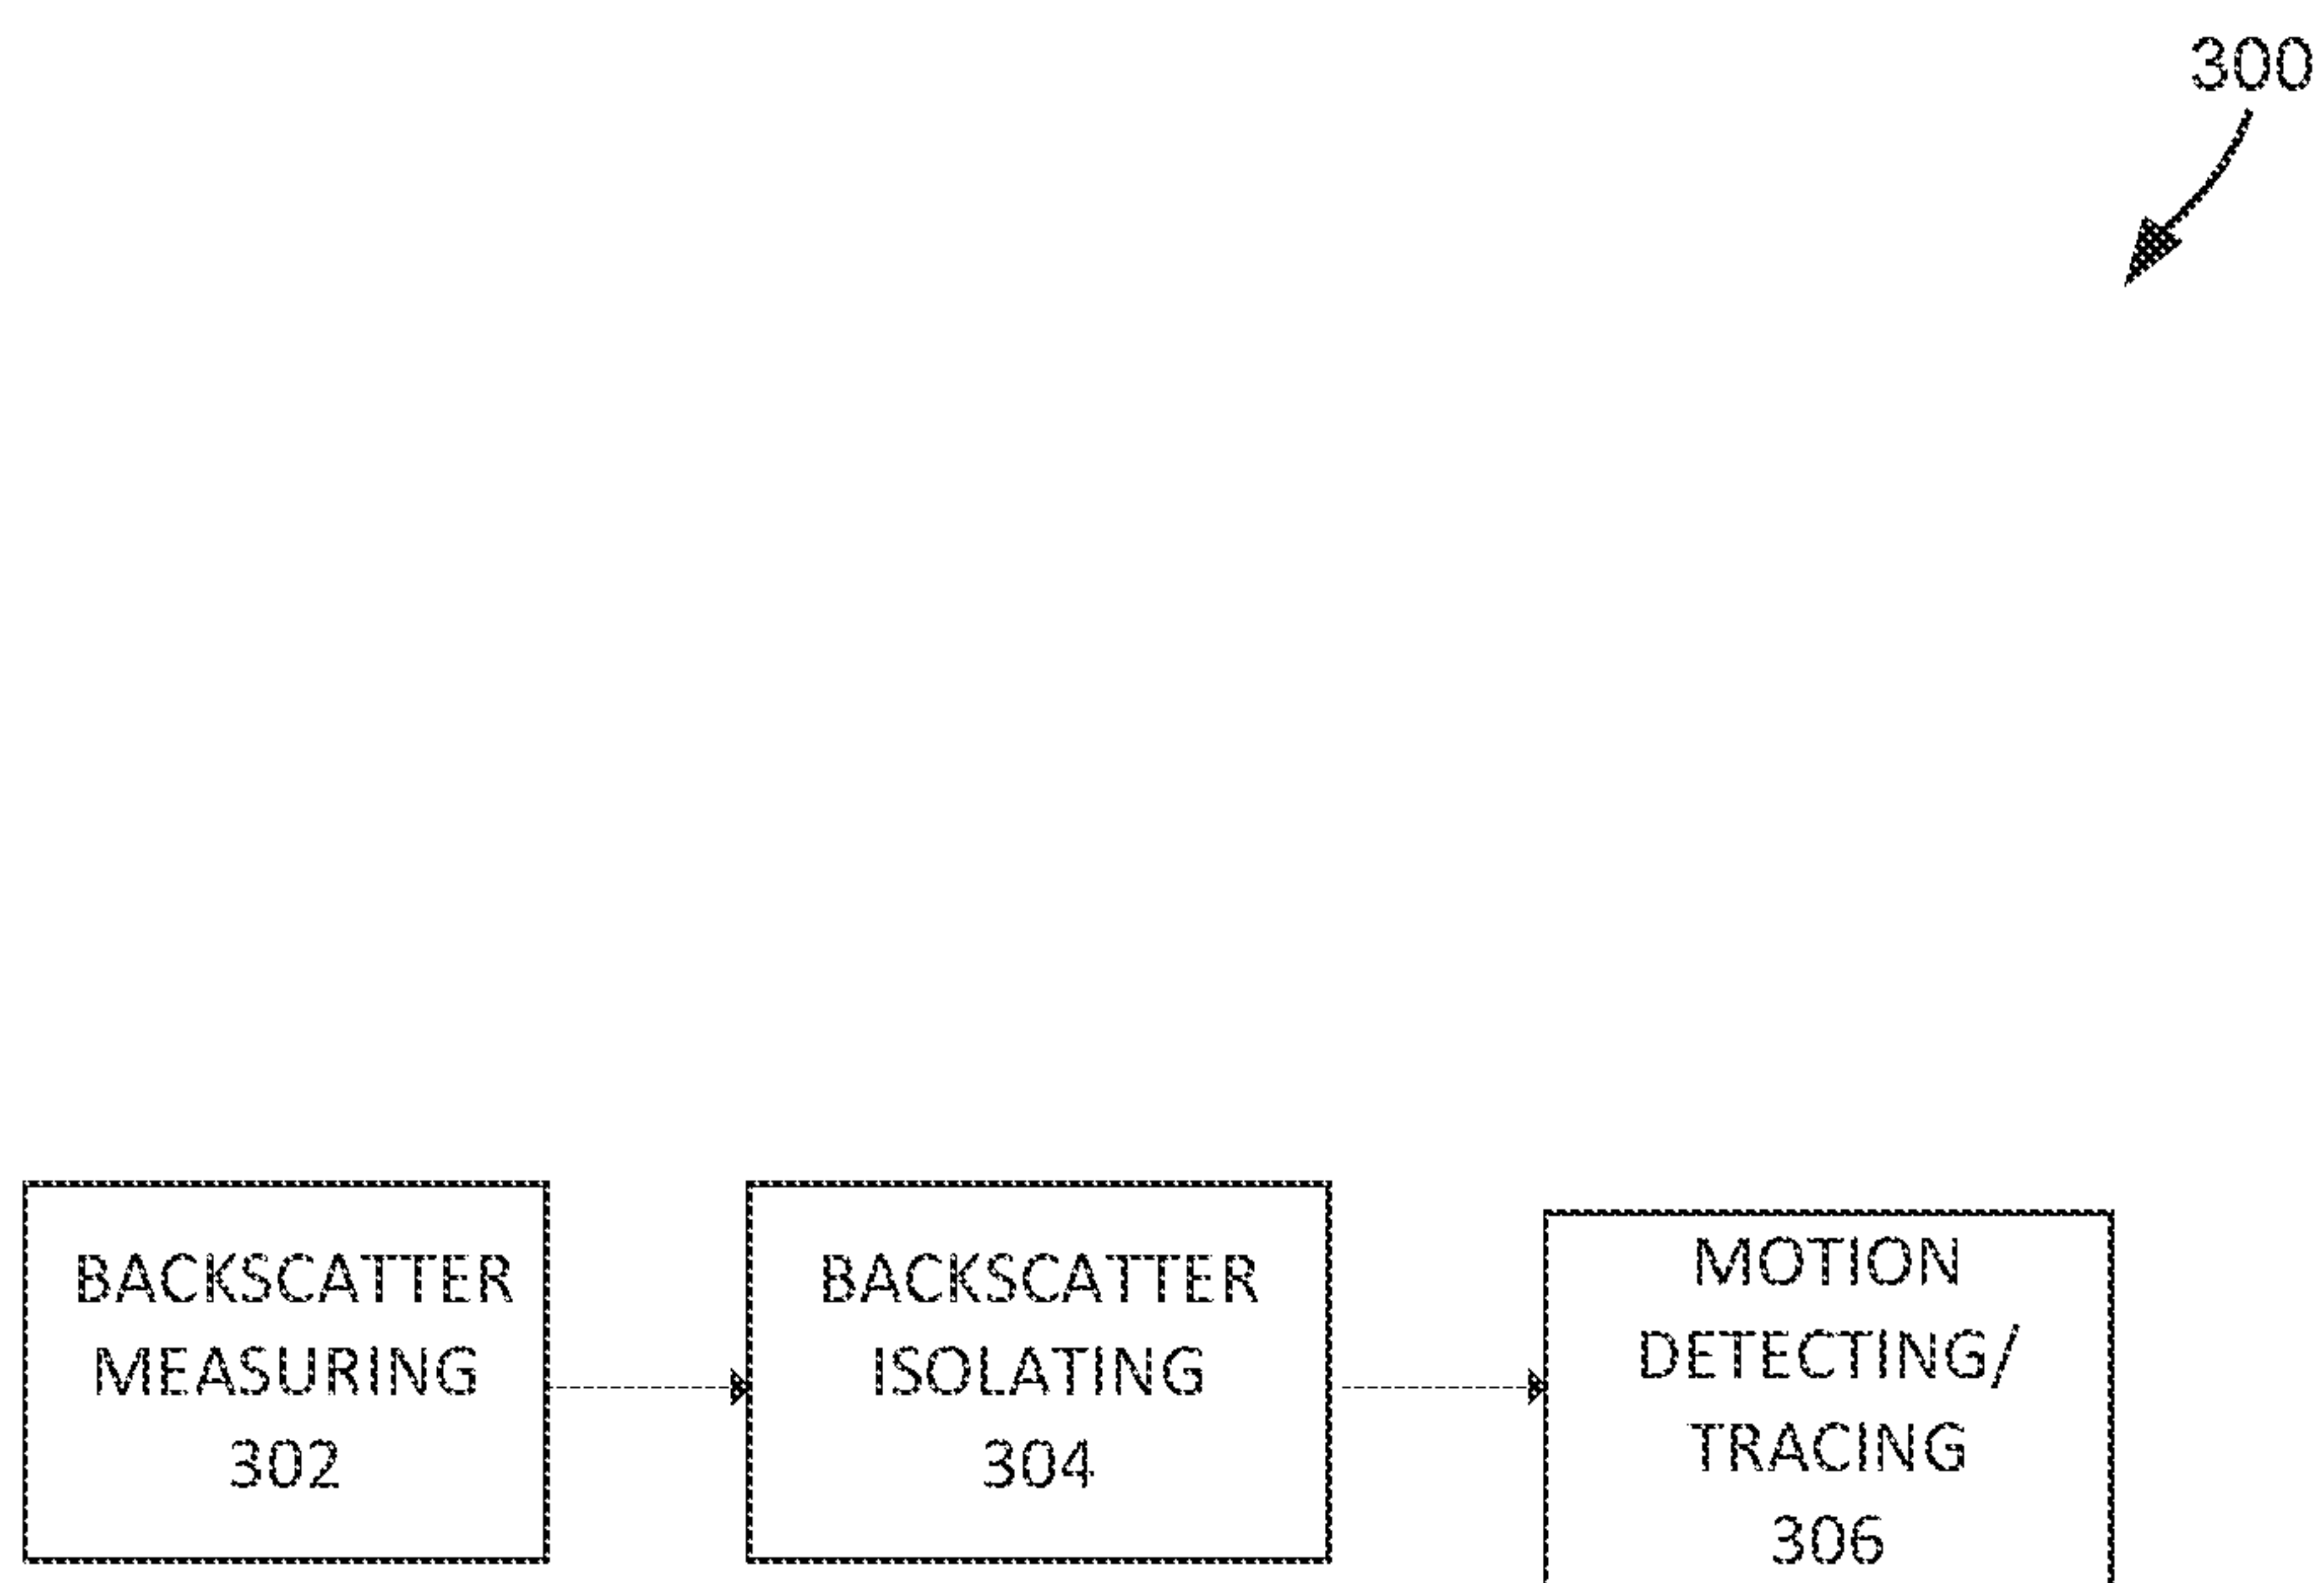 300
BACKSCATTER
MEASURING
302
BACKSCATTER
ISOLATING
304
MOTION
DETECTING/
TRACING
306